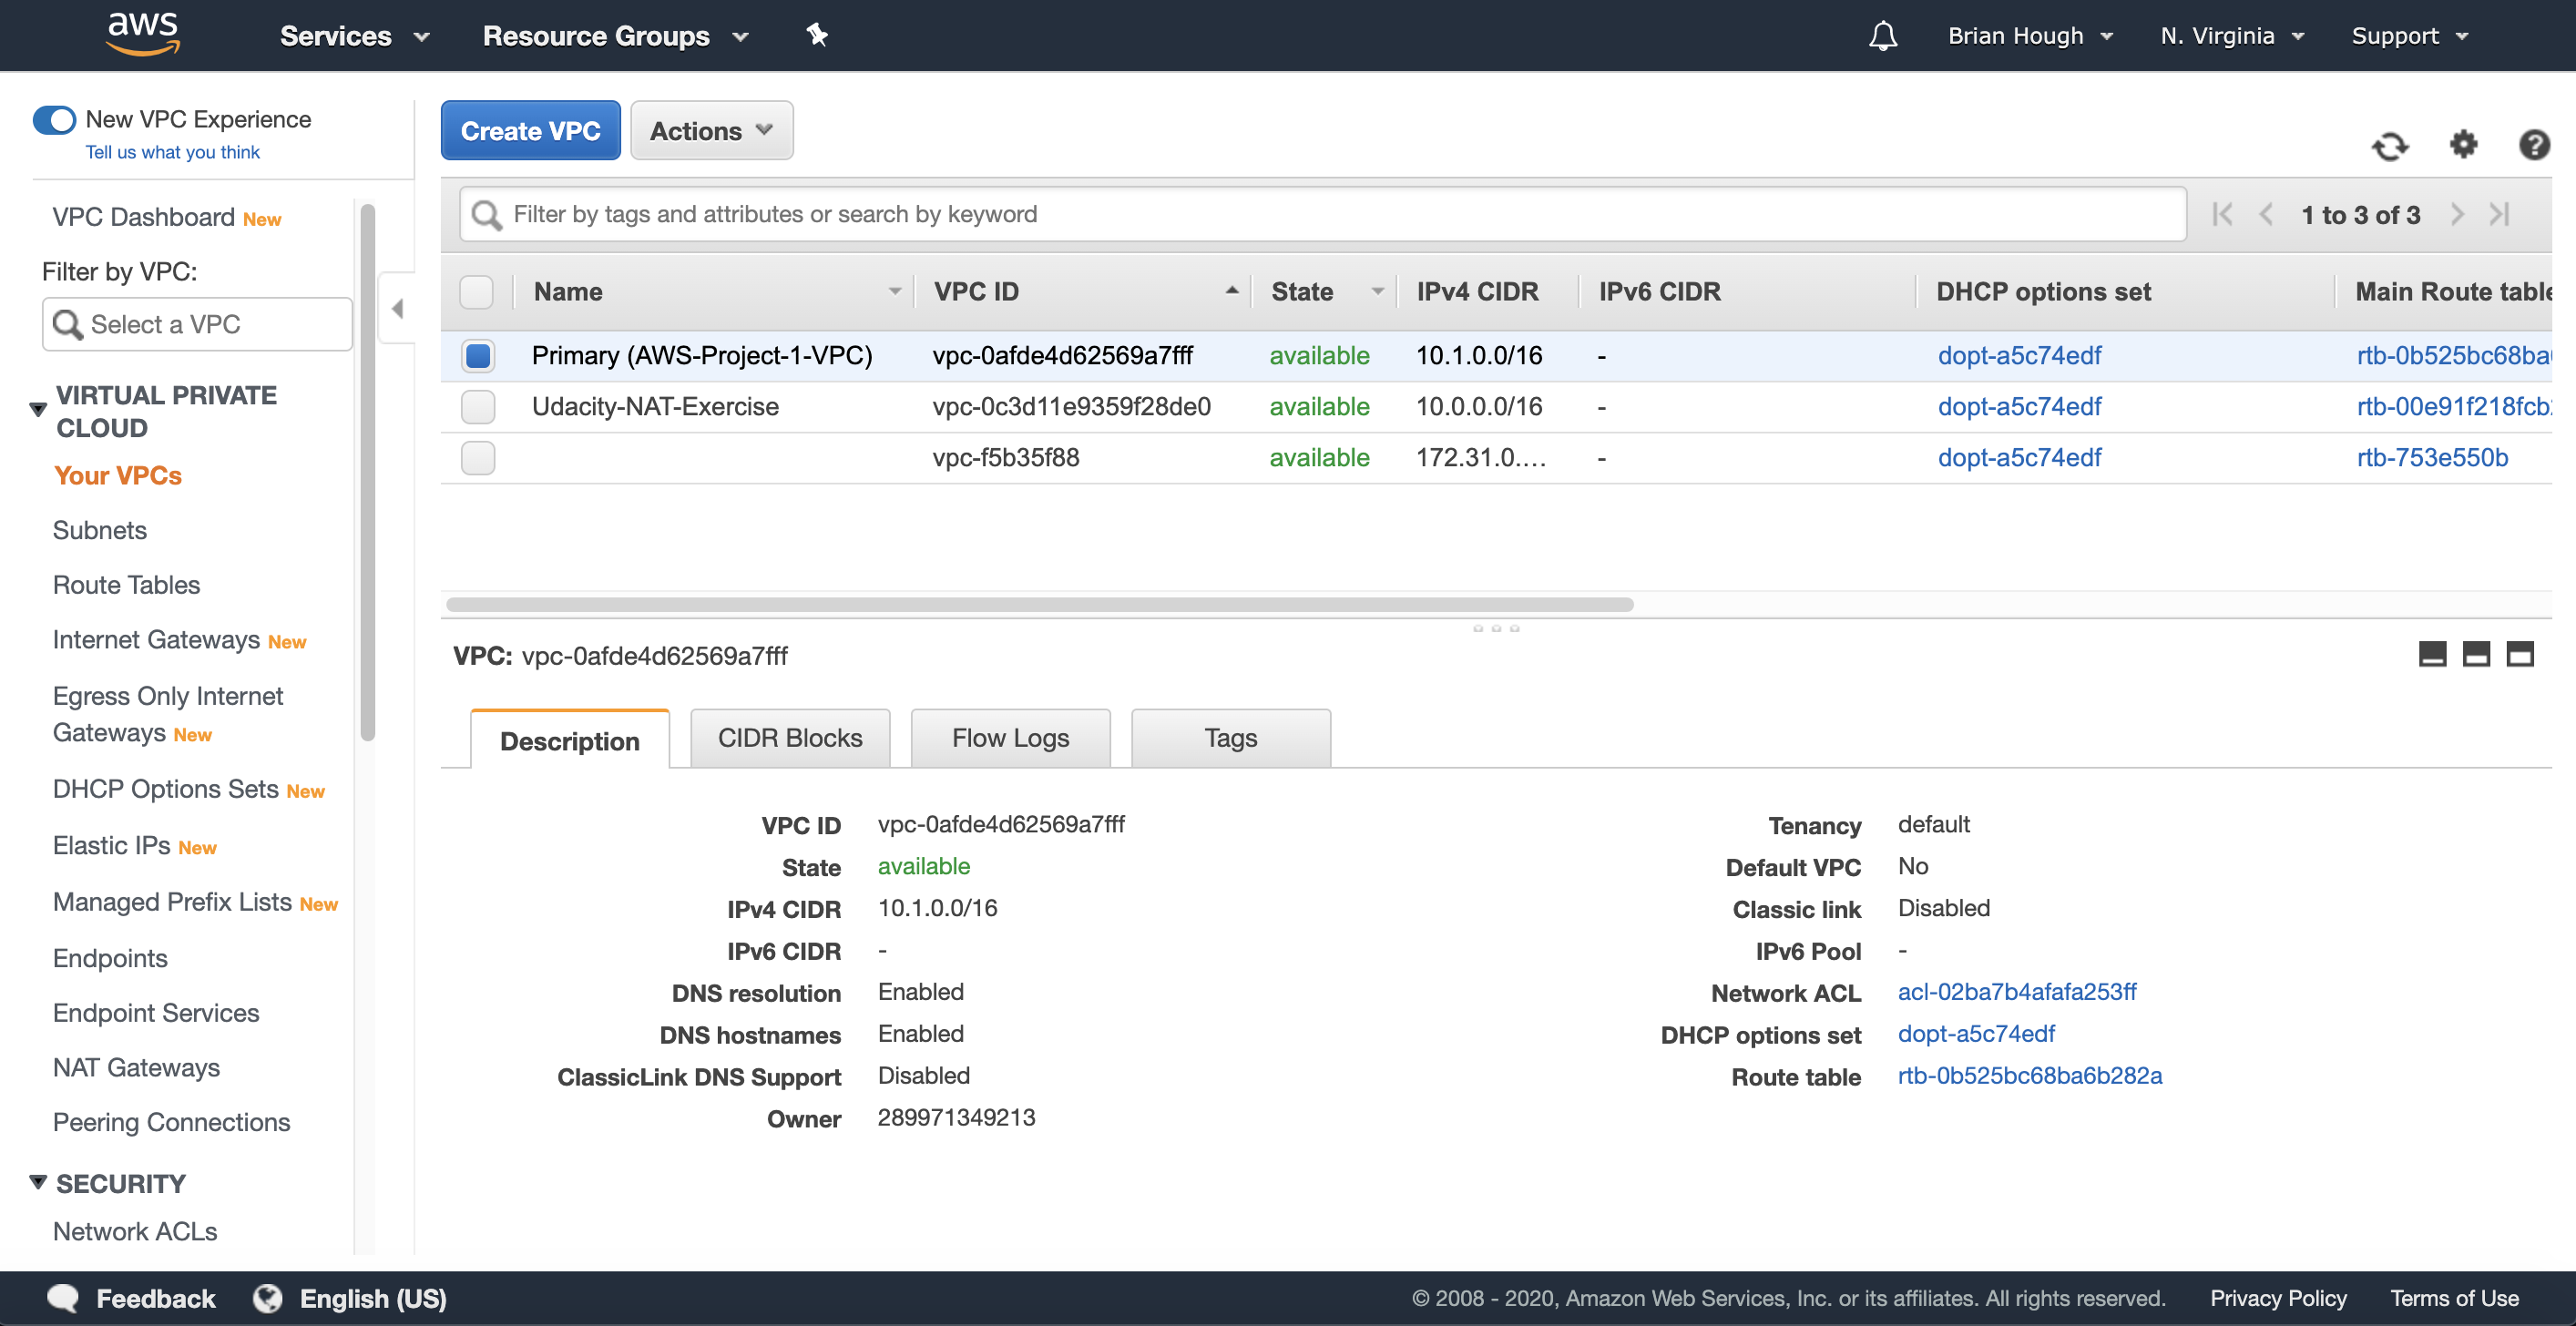 aws Services Resource Groups Brian Hough N. Virginia Support
New VPC Experience
Tell us what you think
VPC Dashboard New
Filter by VPC:
Select a VPC
VIRTUAL PRIVATE
CLOUD
Your VPCs
Subnets
Route Tables
Internet Gateways New
Egress Only Internet
Gateways New
DHCP Options Sets New
Elastic IPs New
Managed Prefix Lists New
Endpoints
Endpoint Services
NAT Gateways
Peering Connections
SECURITY
Network ACLs
Create VPC Actions
Filter by tags and attributes or search by keyword 1 to 3 of 3
Name VPC ID State IPv4 CIDR IPv6 CIDR DHCP options set Main Route table
Primary (AWS-Project-1-VPC) vpc-0afde4d62569a7fff available 10.1.0.0/16 - dopt-a5c74edf rtb-0b525bc68ba
Udacity-NAT-Exercise vpc-0c3d11e9359f28de0 available 10.0.0.0/16 - dopt-a5c74edf rtb-00e91f218fcb
vpc-f5b35f88 available 172.31.0.… - dopt-a5c74edf rtb-753e550b
VPC: vpc-0afde4d62569a7fff
Description CIDR Blocks Flow Logs Tags
VPC ID vpc-0afde4d62569a7fff
State available
IPv4 CIDR 10.1.0.0/16
IPv6 CIDR -
DNS resolution Enabled
DNS hostnames Enabled
ClassicLink DNS Support Disabled
Owner 289971349213
Tenancy default
Default VPC No
Classic link Disabled
IPv6 Pool -
Network ACL acl-02ba7b4afafa253ff
DHCP options set dopt-a5c74edf
Route table rtb-0b525bc68ba6b282a
Feedback English (US) © 2008 - 2020, Amazon Web Services, Inc. or its affiliates. All rights reserved. Privacy Policy Terms of Use